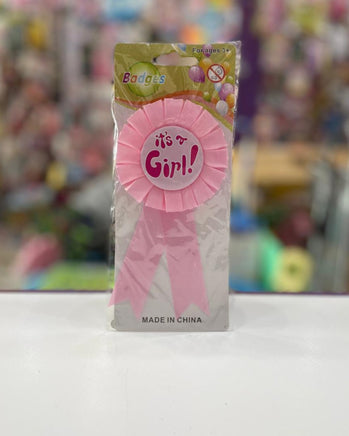 For ages 3+
Badges
it's a
Girl!
MADE IN CHINA